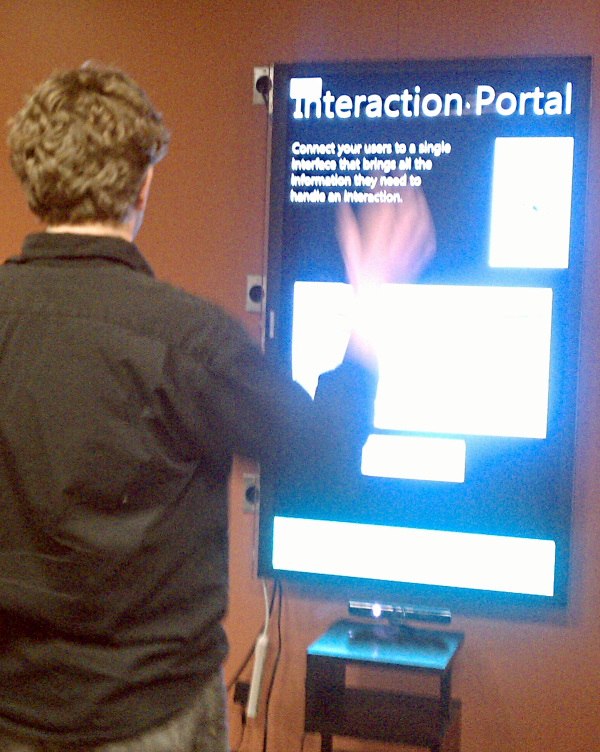 Interaction Portal
Connect your users to a single
interface that brings all the
information they need to
handle an interaction.